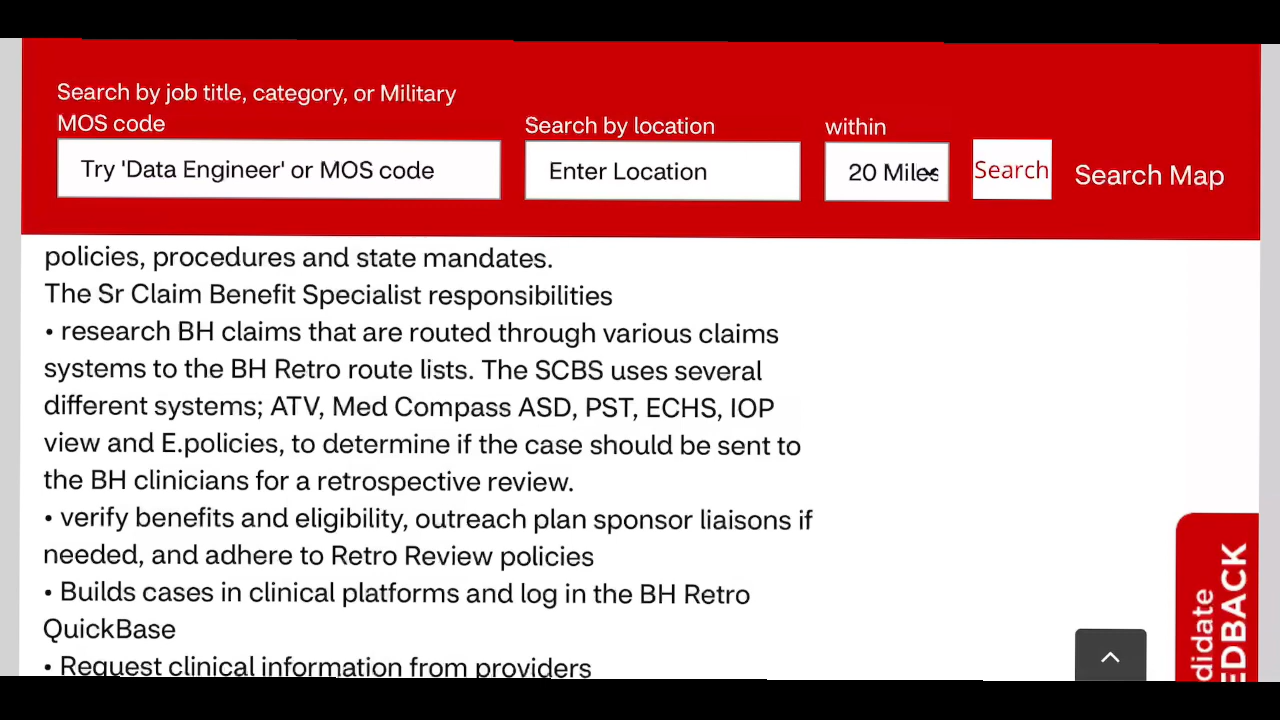 Search by job title, category, or Military
MOS code
Search by location
within
Try 'Data Engineer' or MOS code
Enter Location
20 Miles
Search
Search Map
policies, procedures and state mandates.
The Sr Claim Benefit Specialist responsibilities
• research BH claims that are routed through various claims
systems to the BH Retro route lists. The SCBS uses several
different systems; ATV, Med Compass ASD, PST, ECHS, IOP
view and E.policies, to determine if the case should be sent to
the BH clinicians for a retrospective review.
• verify benefits and eligibility, outreach plan sponsor liaisons if
needed, and adhere to Retro Review policies
• Builds cases in clinical platforms and log in the BH Retro
QuickBase
• Request clinical information from providers
didate
EDBACK